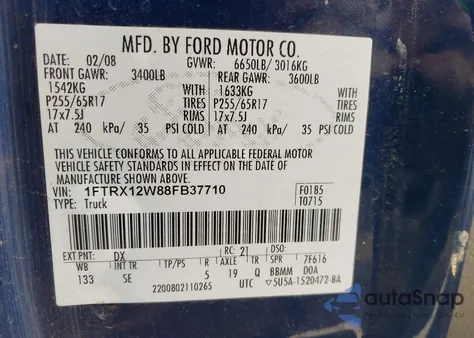 MFD. BY FORD MOTOR CO.
DATE: 02/08 GVWR: 6650LB/ 3016KG
FRONT GAWR: 3400LB REAR GAWR: 3600LB
1542KG WITH 1633KG WITH
P255/65R17 TIRES P255/65R17 TIRES
17x7.5J RIMS 17x7.5J RIMS
AT 240 kPa/ 35 PSI COLD AT 240 kPa/ 35 PSI COLD
THIS VEHICLE CONFORMS TO ALL APPLICABLE FEDERAL MOTOR
VEHICLE SAFETY STANDARDS IN EFFECT ON THE DATE OF
MANUFACTURE SHOWN ABOVE.
VIN: 1FTRX12W88FB37710 F0185
TYPE: Truck T0715
EXT PNT: DX RC: 21 DSO:
WB INT TR TP/PS R AXLE TR SPR 7F616
133 SE 5 19 Q BBMM DOA
2200802110265 UTC ▽5U5A-1520472-BA
autoSnap